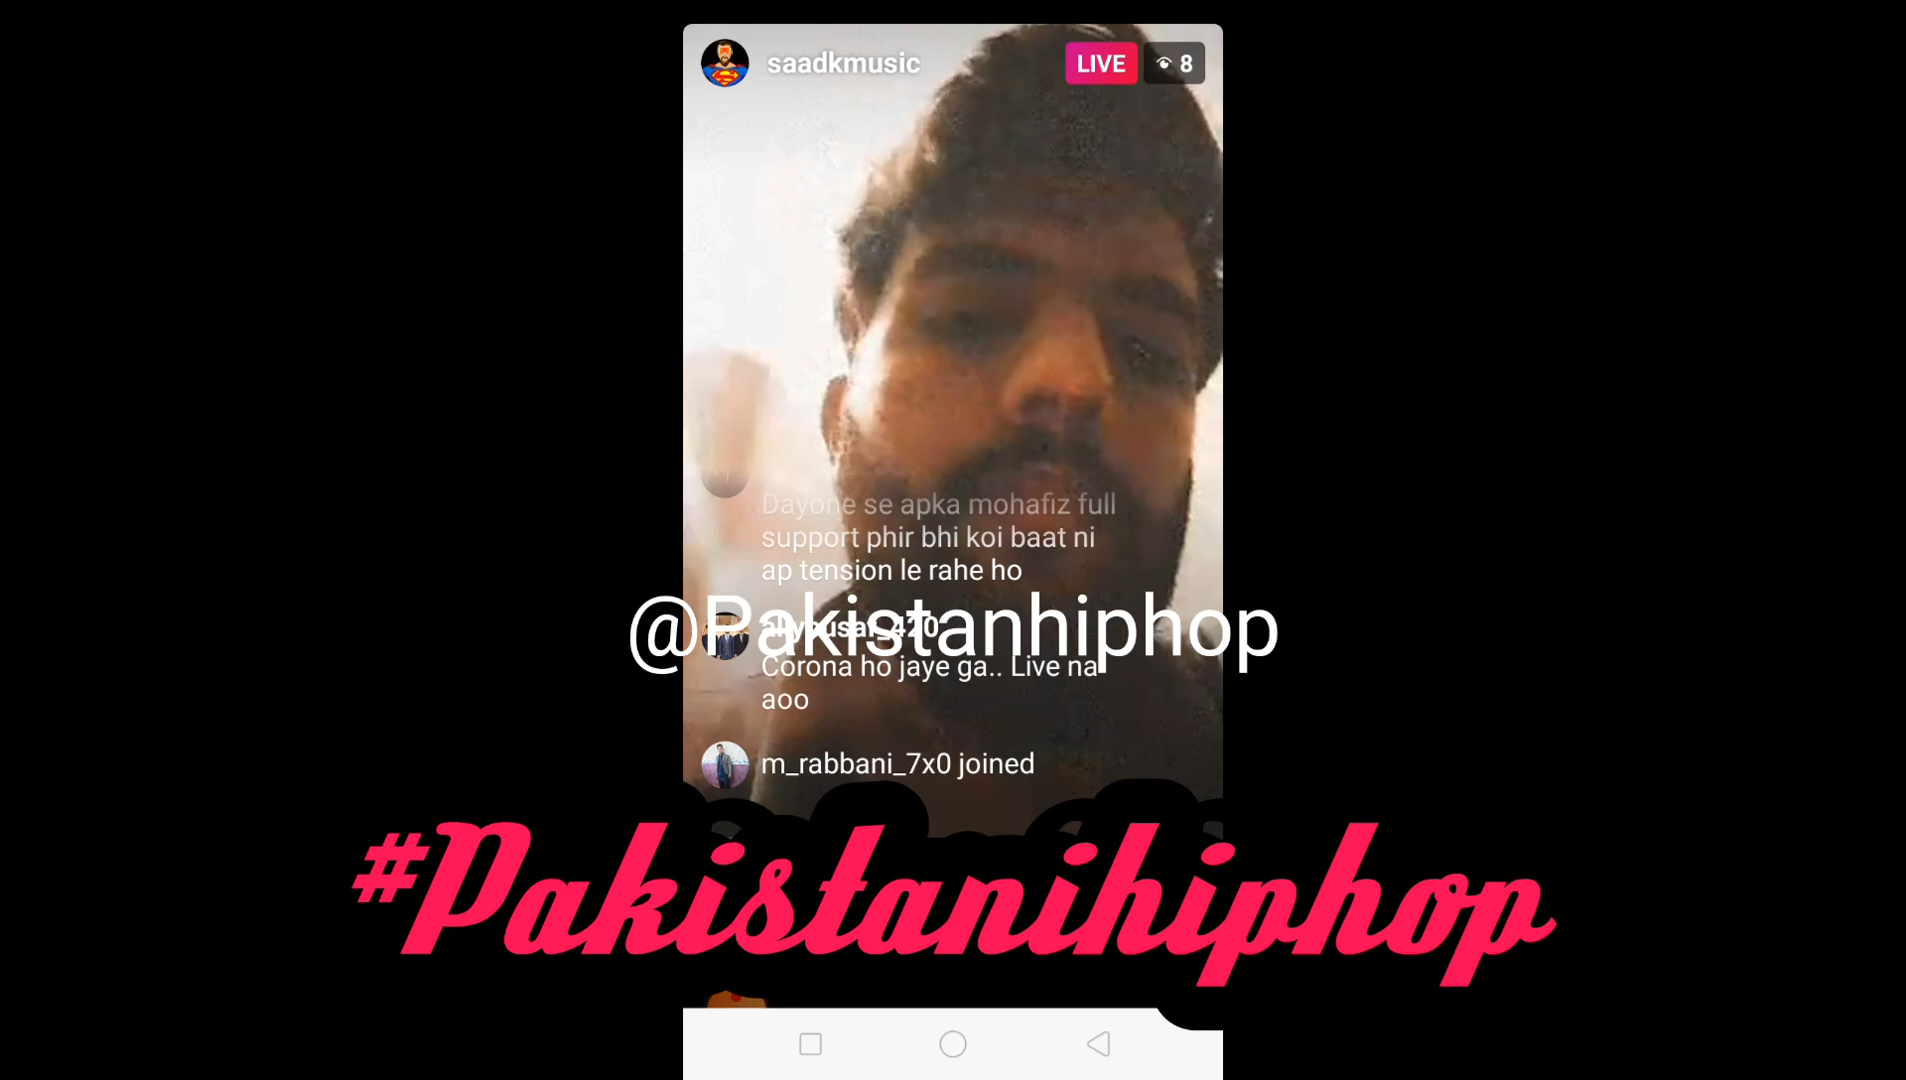 saadkmusic
LIVE
8
Dayone se apka mohafiz full
support phir bhi koi baat ni
ap tension le rahe ho
@Pakistanhiphop
Corona ho jaye ga.. Live na
aoo
m_rabbani_7x0 joined
#Pakistanihiphop